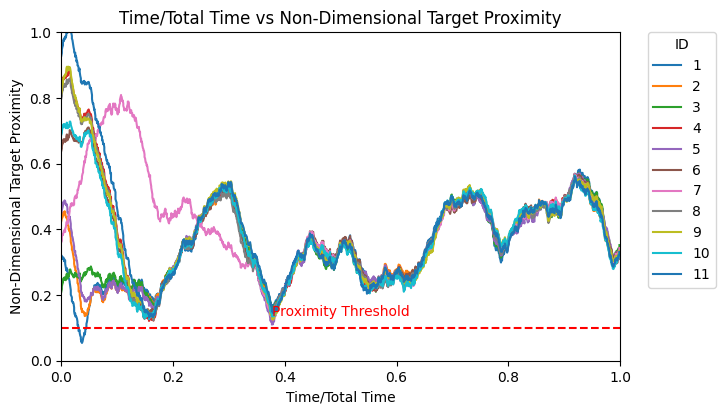 Time/Total Time vs Non-Dimensional Target Proximity
Non-Dimensional Target Proximity
1.0
0.8
0.6
0.4
0.2
0.0
Proximity Threshold
0.0 0.2 0.4 0.6 0.8 1.0
Time/Total Time
ID
1
2
3
4
5
6
7
8
9
10
11